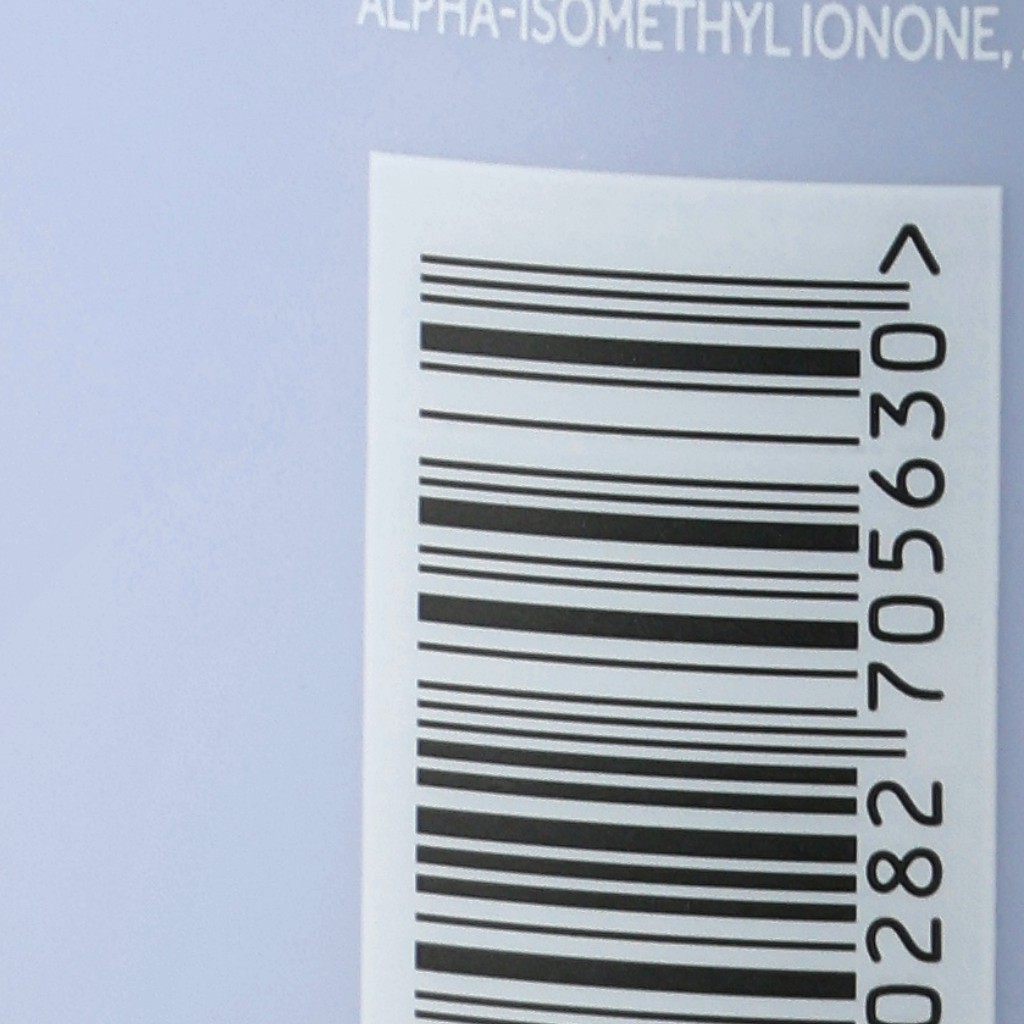 ALPHA-ISOMETHYL IONONE,
0282 705630>